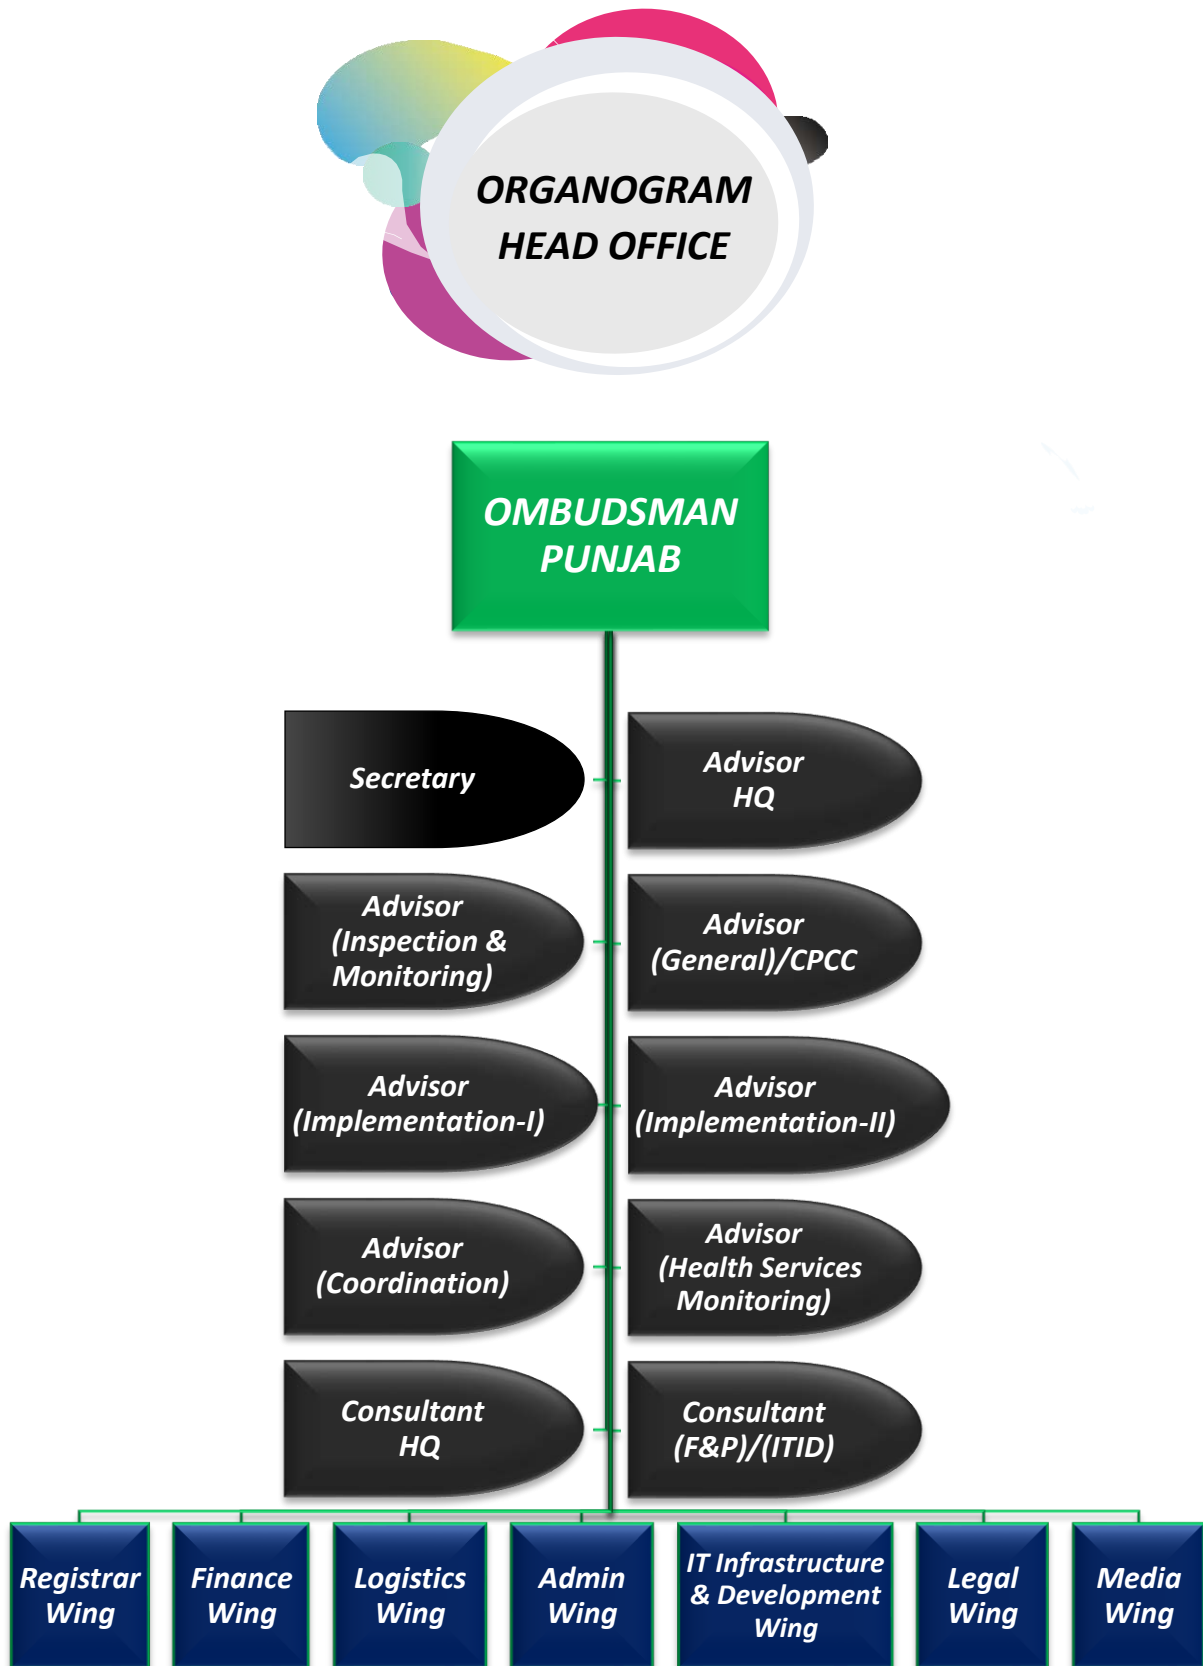 ORGANOGRAM
HEAD OFFICE
OMBUDSMAN
PUNJAB
Secretary
Advisor
HQ
Advisor
(Inspection &
Monitoring)
Advisor
(General)/CPCC
Advisor
(Implementation-I)
Advisor
(Implementation-II)
Advisor
(Coordination)
Advisor
(Health Services
Monitoring)
Consultant
HQ
Consultant
(F&P)/(ITID)
Registrar
Wing
Finance
Wing
Logistics
Wing
Admin
Wing
IT Infrastructure
& Development
Wing
Legal
Wing
Media
Wing